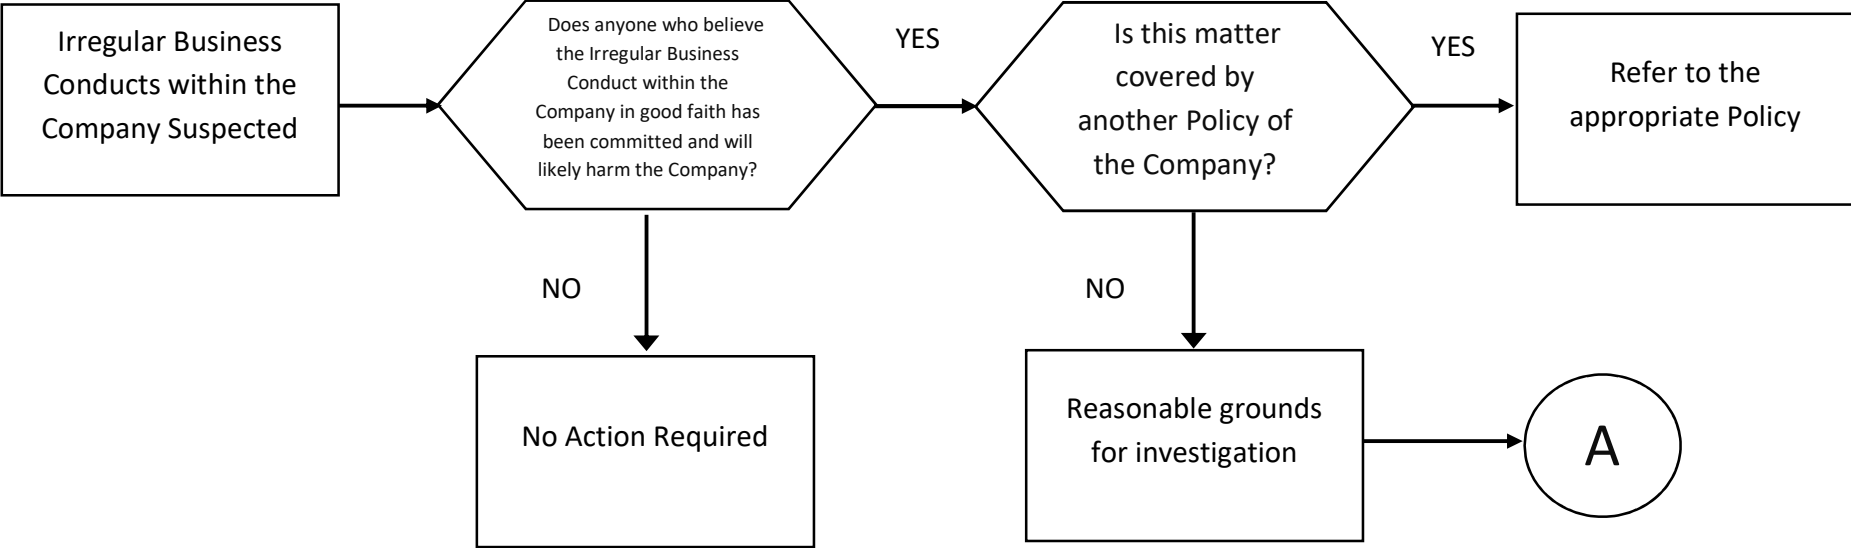 Irregular Business
Conducts within the
Company Suspected
Does anyone who believe
the Irregular Business
Conduct within the
Company in good faith has
been committed and will
likely harm the Company?
YES
Is this matter
covered by
another Policy of
the Company?
YES
Refer to the
appropriate Policy
NO
NO
No Action Required
Reasonable grounds
for investigation
A